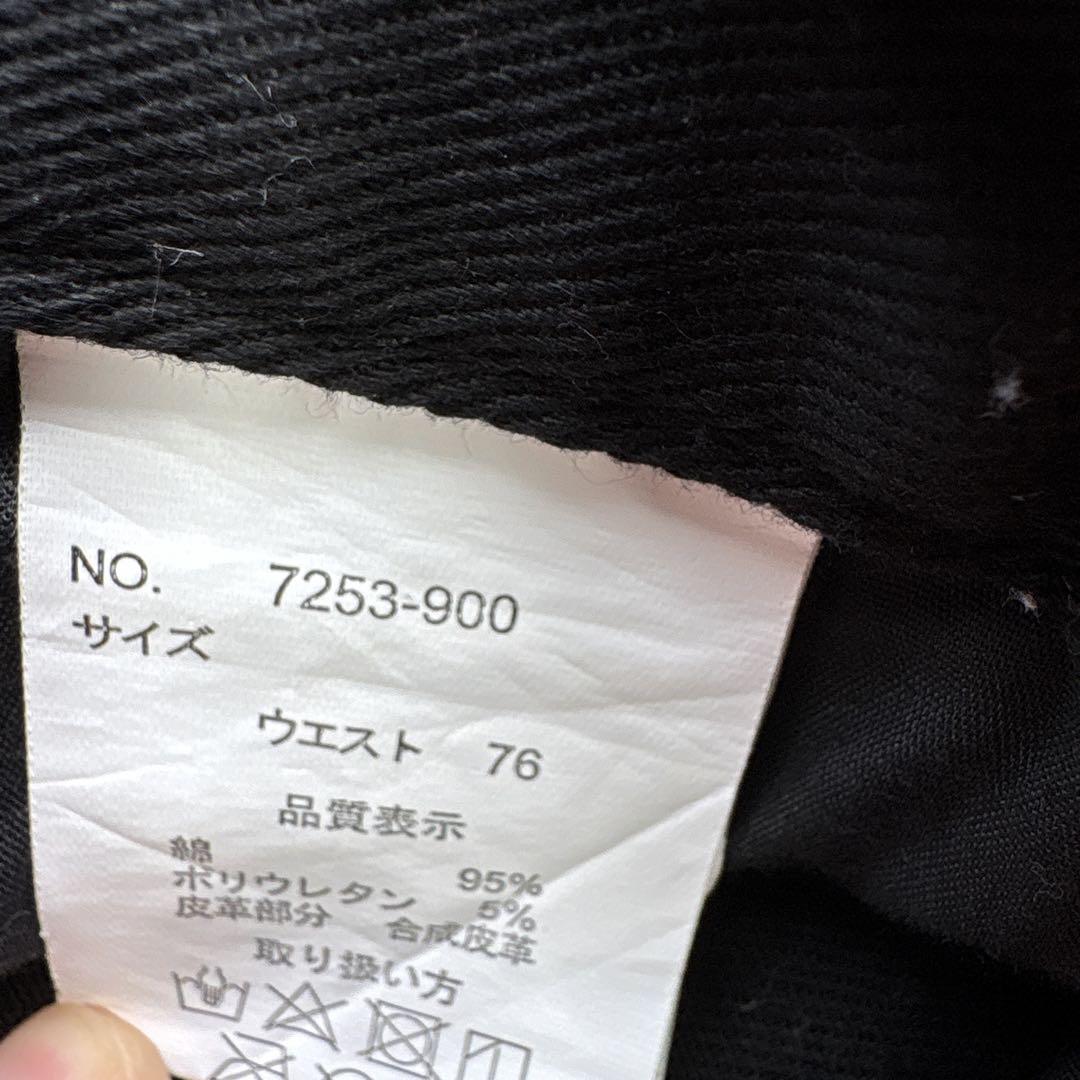 NO. 7253-900
サイズ
ウエスト 76
品質表示
綿 95%
ポリウレタン 5%
皮革部分 合成皮革
取り扱い方